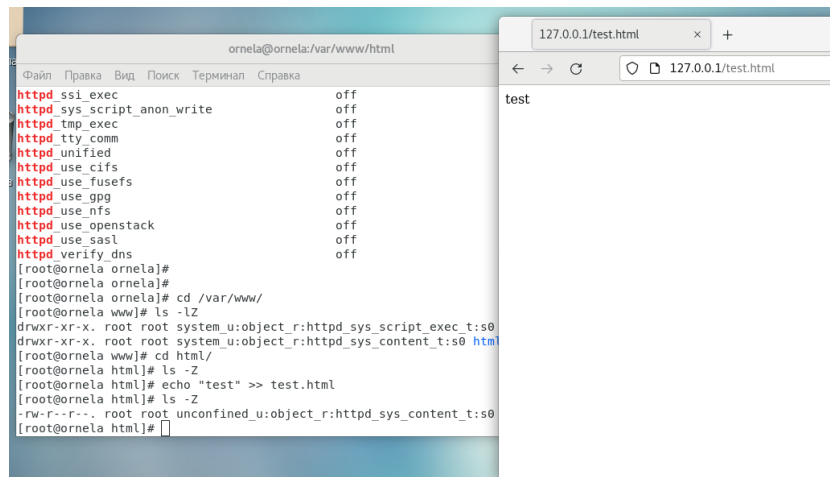 ornela@ornela:/var/www/html
Файл Правка Вид Поиск Терминал Справка
httpd_ssi_exec off
httpd_sys_script_anon_write off
httpd_tmp_exec off
httpd_tty_comm off
httpd_unified off
httpd_use_cifs off
httpd_use_fusefs off
httpd_use_gpg off
httpd_use_nfs off
httpd_use_openstack off
httpd_use_sasl off
httpd_verify_dns off
[root@ornela ornela]#
[root@ornela ornela]#
[root@ornela ornela]# cd /var/www/
[root@ornela www]# ls -lZ
drwxr-xr-x. root root system_u:object_r:httpd_sys_script_exec_t:s0
drwxr-xr-x. root root system_u:object_r:httpd_sys_content_t:s0 html
[root@ornela www]# cd html/
[root@ornela html]# ls -Z
[root@ornela html]# echo "test" >> test.html
[root@ornela html]# ls -Z
-rw-r--r--. root root unconfined_u:object_r:httpd_sys_content_t:s0
[root@ornela html]#
127.0.0.1/test.html
127.0.0.1/test.html
test